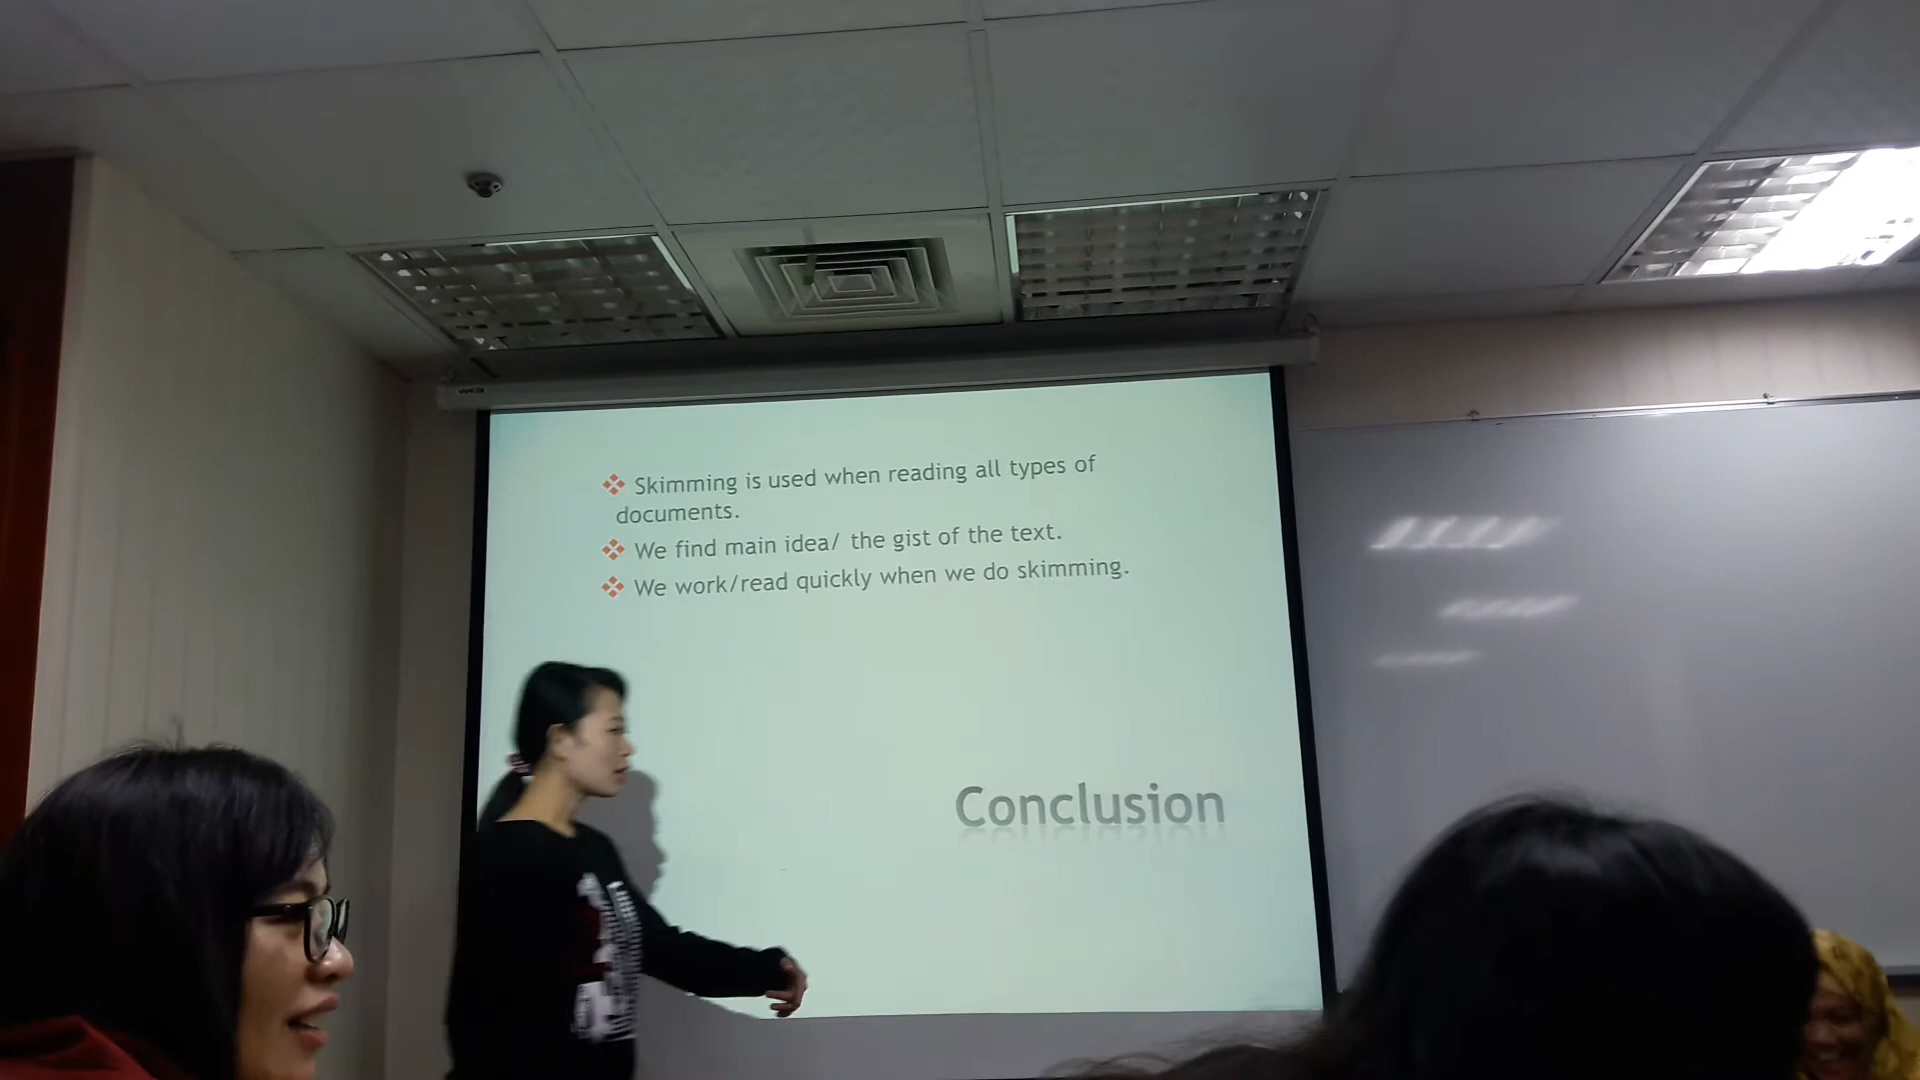 Skimming is used when reading all types of
documents.
We find main idea/ the gist of the text.
We work/read quickly when we do skimming.
Conclusion